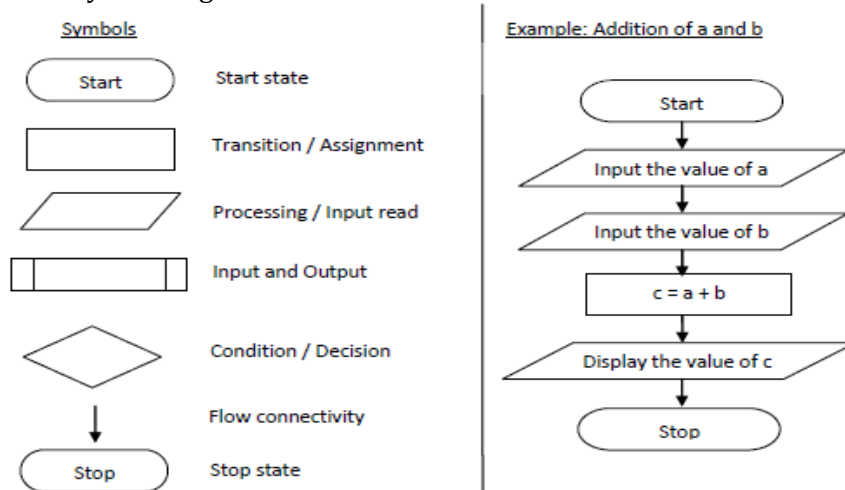 Symbols
Start
Start state
Transition / Assignment
Processing / Input read
Input and Output
Condition / Decision
Flow connectivity
Stop
Stop state
Example: Addition of a and b
Start
Input the value of a
Input the value of b
c = a + b
Display the value of c
Stop